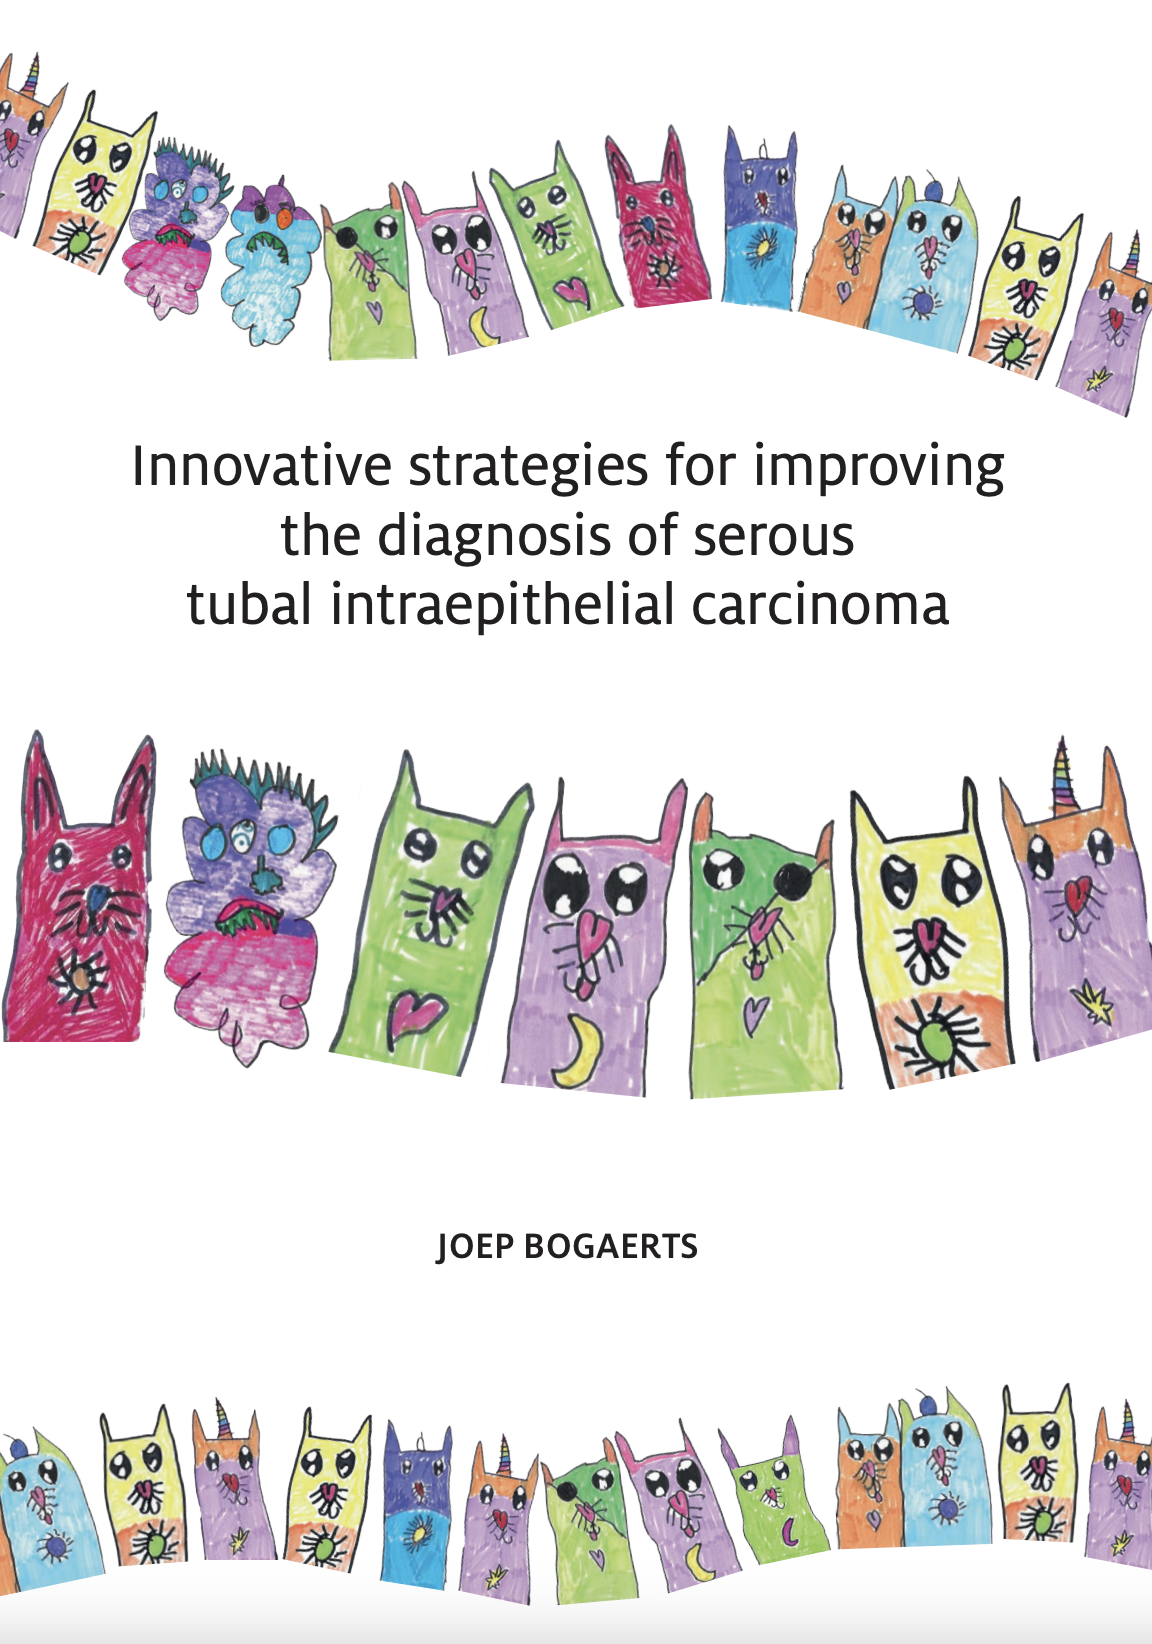 Innovative strategies for improving
the diagnosis of serous
tubal intraepithelial carcinoma
JOEP BOGAERTS